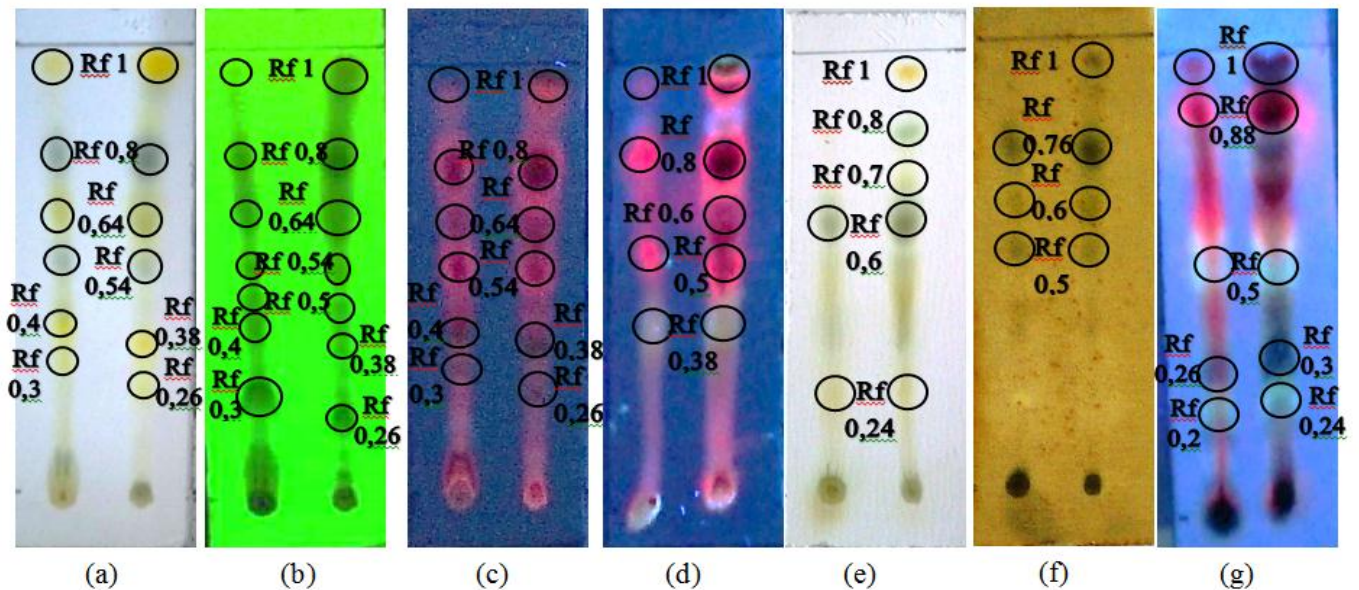 Rf 1
Rf 0,8
Rf
0,64
Rf
0,54
Rf
0,4
Rf
0,38
Rf
0,3
Rf
0,26
(a)
Rf 1
Rf 0,8
Rf
0,64
Rf 0,54
Rf 0,5
Rf
0,4
Rf
0,38
Rf
0,3
Rf
0,26
(b)
Rf 1
Rf 0,8
Rf
0,64
Rf
0,54
Rf
0,4
Rf
0,38
Rf
0,3
Rf
0,26
(c)
Rf 1
Rf
0,8
Rf 0,6
Rf
0,5
Rf
0,38
(d)
Rf 1
Rf 0,8
Rf 0,7
Rf
0,6
Rf
0,24
(e)
Rf 1
Rf
0,76
Rf
0,6
Rf
0,5
(f)
Rf
1
Rf
0,88
Rf
0,5
Rf
0,26
Rf
0,3
Rf
0,2
Rf
0,24
(g)